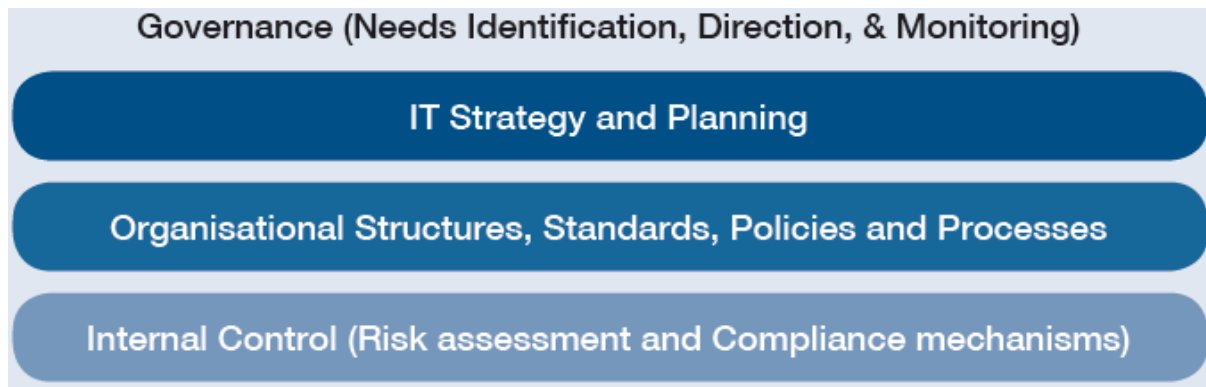 Governance (Needs Identification, Direction, & Monitoring)
IT Strategy and Planning
Organisational Structures, Standards, Policies and Processes
Internal Control (Risk assessment and Compliance mechanisms)